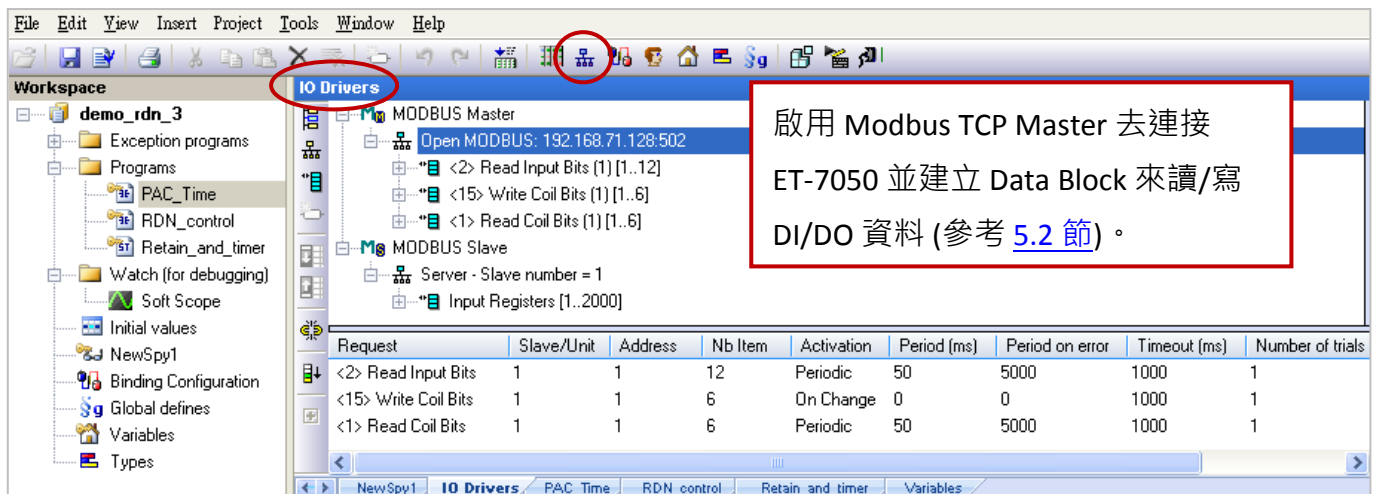 File Edit View Insert Project Tools Window Help
Workspace
demo_rdn_3
Exception programs
Programs
PAC_Time
RDN_control
Retain_and_timer
Watch (for debugging)
Soft Scope
Initial values
NewSpy1
Binding Configuration
Global defines
Variables
Types
IO Drivers
MODBUS Master
Open MODBUS: 192.168.71.128:502
<2> Read Input Bits (1) [1..12]
<15> Write Coil Bits (1) [1..6]
<1> Read Coil Bits (1) [1..6]
MODBUS Slave
Server - Slave number = 1
Input Registers [1..2000]
啟用 Modbus TCP Master 去連接
ET-7050 並建立 Data Block 來讀/寫
DI/DO 資料 (參考 5.2 節)。
Request Slave/Unit Address Nb Item Activation Period (ms) Period on error Timeout (ms) Number of trials
<2> Read Input Bits 1 1 12 Periodic 50 5000 1000 1
<15> Write Coil Bits 1 1 6 On Change 0 0 1000 1
<1> Read Coil Bits 1 1 6 Periodic 50 5000 1000 1
NewSpy1 IO Drivers PAC_Time RDN_control Retain_and_timer Variables